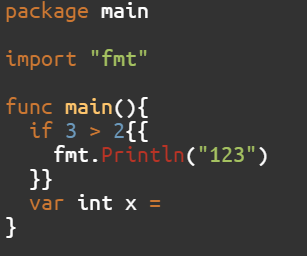 package main

import "fmt"

func main(){
  if 3 > 2{{
    fmt.Println("123")
  }}
  var int x =
}